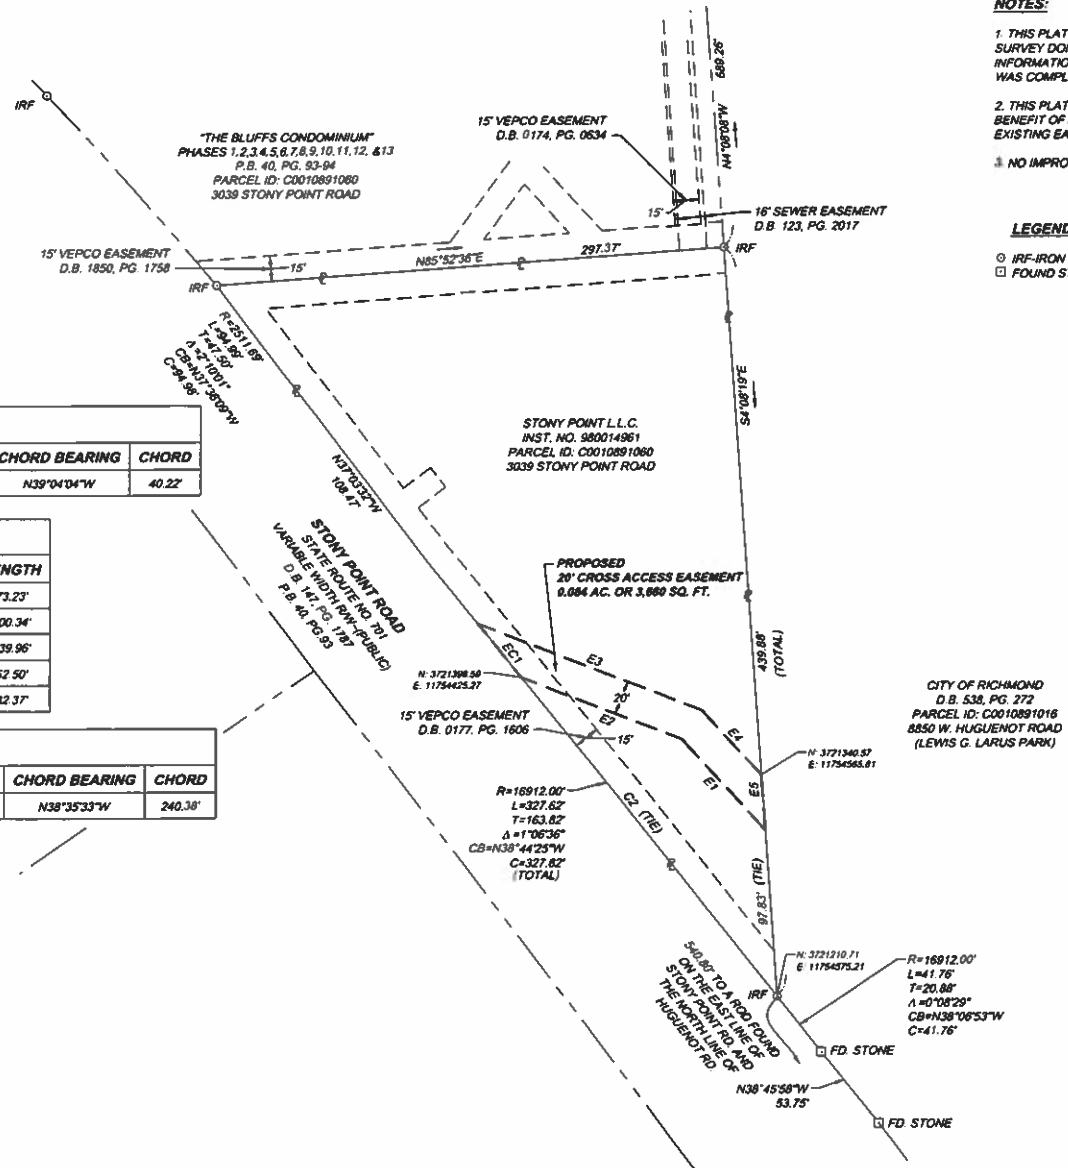 NOTES:
1. THIS PLAT
SURVEY DO
INFORMATIO
WAS COMPL
2. THIS PLAT
BENEFIT OF
EXISTING EA
3. NO IMPRO
LEGEND
IRF-IRON
FOUND S
IRF
"THE BLUFFS CONDOMINIUM"
PHASES 1,2,3,4,5,6,7,8,9,10,11,12, &13
P.B. 40, PG. 93-94
PARCEL ID: C0010891060
3039 STONY POINT ROAD
15' VEPCO EASEMENT
D.B. 0174, PG. 0634
689.26'
N4°08'08"W
15'
16' SEWER EASEMENT
D.B. 123, PG. 2017
15' VEPCO EASEMENT
D.B. 1850, PG. 1758
15'
N85°52'36"E
297.37'
IRF
IRF
R=2511.69'
L=94.99'
T=47.50'
Δ=2°10'01"
CB=N37°36'09"W
C=94.98'
S4°08'19"E
STONY POINT L.L.C.
INST. NO. 980014961
PARCEL ID: C0010891060
3039 STONY POINT ROAD
CHORD BEARING CHORD
N39°04'04"W 40.22'
N37°03'32"W
108.47'
STONY POINT ROAD
STATE ROUTE NO. 701
VARIABLE WIDTH R/W-(PUBLIC)
D.B. 147, PG. 1787
P.B. 40, PG.93
NGTH
73.23'
00.34'
39.96'
52.50'
32.37'
PROPOSED
20' CROSS ACCESS EASEMENT
0.084 AC. OR 3,660 SQ. FT.
439.88'
(TOTAL)
EC1
E3
N: 3721398.59
E: 11754425.27
20'
E2
15'
E4
E1
E5
15' VEPCO EASEMENT
D.B. 0177, PG. 1606
CITY OF RICHMOND
D.B. 538, PG. 272
PARCEL ID: C0010891016
8850 W. HUGUENOT ROAD
(LEWIS G. LARUS PARK)
N: 3721340.57
E: 11754565.81
CHORD BEARING CHORD
N38°35'33"W 240.38'
R=16912.00'
L=327.62'
T=163.82'
Δ=1°06'36"
CB=N38°44'25"W
C=327.62'
(TOTAL)
C2 (TIE)
97.83' (TIE)
N: 3721210.71
E: 11754575.21
IRF
540.80' TO A ROD FOUND
ON THE EAST LINE OF
STONY POINT RD. AND
THE NORTH LINE OF
HUGUENOT RD.
R=16912.00'
L=41.76'
T=20.88'
Δ=0°08'29"
CB=N38°06'53"W
C=41.76'
FD. STONE
N38°45'58"W
53.75'
FD. STONE